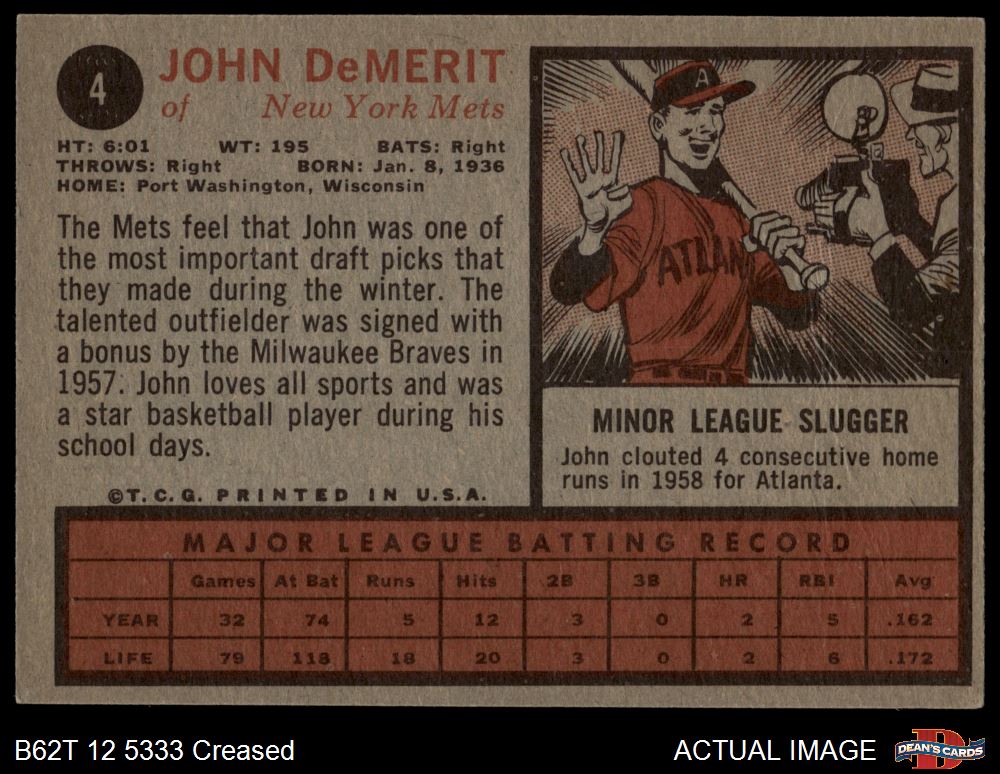 4
JOHN DeMERIT
of New York Mets
HT: 6:01 WT: 195 BATS: Right
THROWS: Right BORN: Jan. 8, 1936
HOME: Port Washington, Wisconsin
The Mets feel that John was one of
the most important draft picks that
they made during the winter. The
talented outfielder was signed with
a bonus by the Milwaukee Braves in
1957. John loves all sports and was
a star basketball player during his
school days.
©T.C.G. PRINTED IN U.S.A.
A
ATLAN
MINOR LEAGUE SLUGGER
John clouted 4 consecutive home
runs in 1958 for Atlanta.
MAJOR LEAGUE BATTING RECORD
Games At Bat Runs Hits 2B 3B HR RBI Avg
YEAR 32 74 5 12 3 0 2 5 .162
LIFE 79 118 18 20 3 0 2 6 .172
B62T 12 5333 Creased
ACTUAL IMAGE
D
DEAN'S CARDS